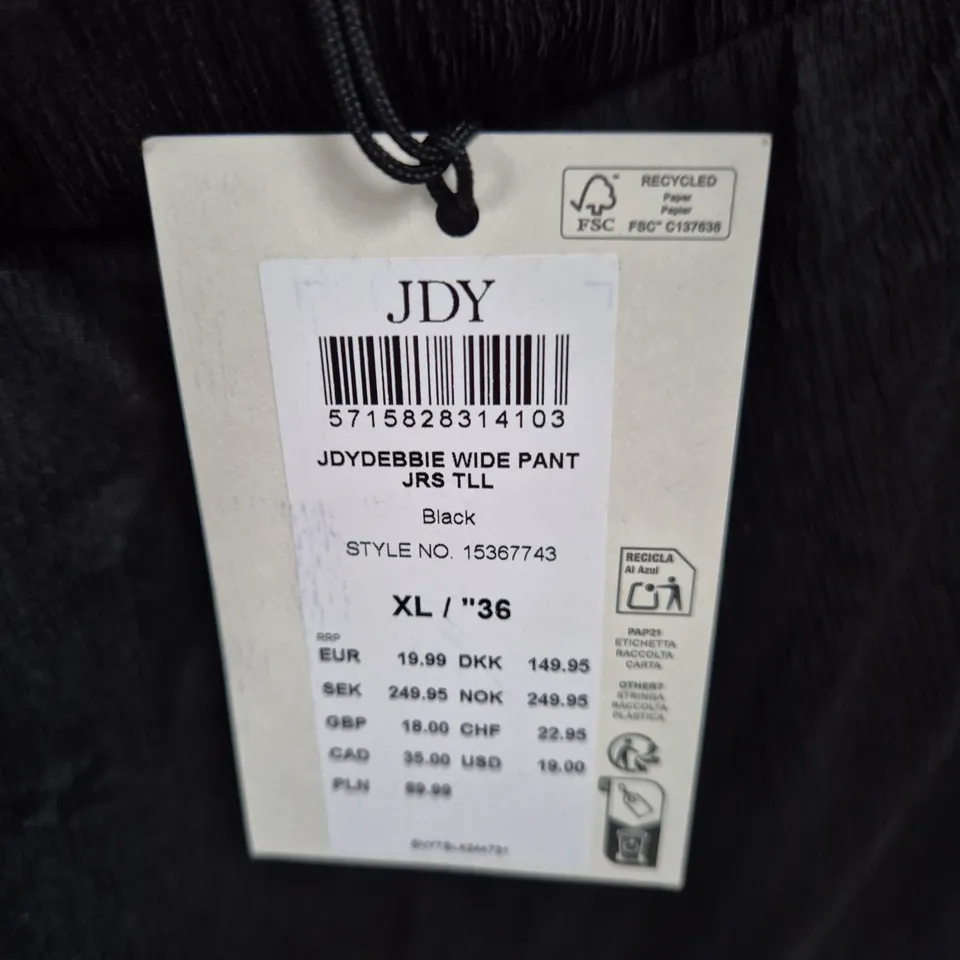 FSC
RECYCLED
Paper
Papier
FSC™ C137636
JDY
5715828314103
JDYDEBBIE WIDE PANT
JRS TLL
Black
STYLE NO. 15367743
XL / "36
RRP
EUR 19.99 DKK 149.95
SEK 249.95 NOK 249.95
GBP 18.00 CHF 22.95
CAD 35.00 USD 19.00
PLN 89.99
RECICLA
Al Azul
PAP21
ETICHETTA
RACCOLTA
CARTA
OTHER7
STRINGA
RACCOLTA
PLASTICA